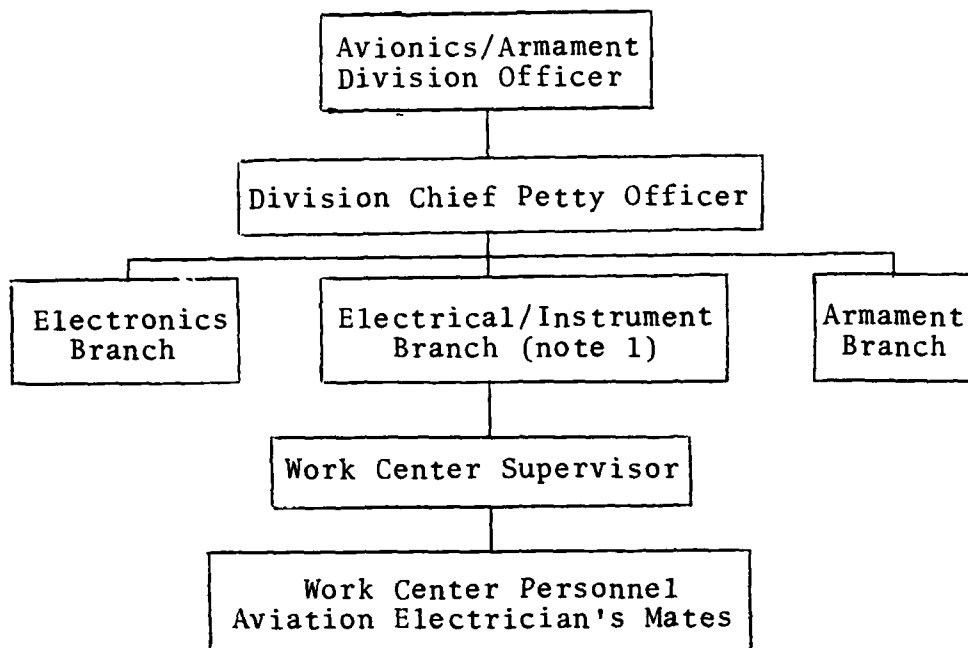 Avionics/Armament
Division Officer
Division Chief Petty Officer
Electronics
Branch
Electrical/Instrument
Branch (note 1)
Armament
Branch
Work Center Supervisor
Work Center Personnel
Aviation Electrician's Mates